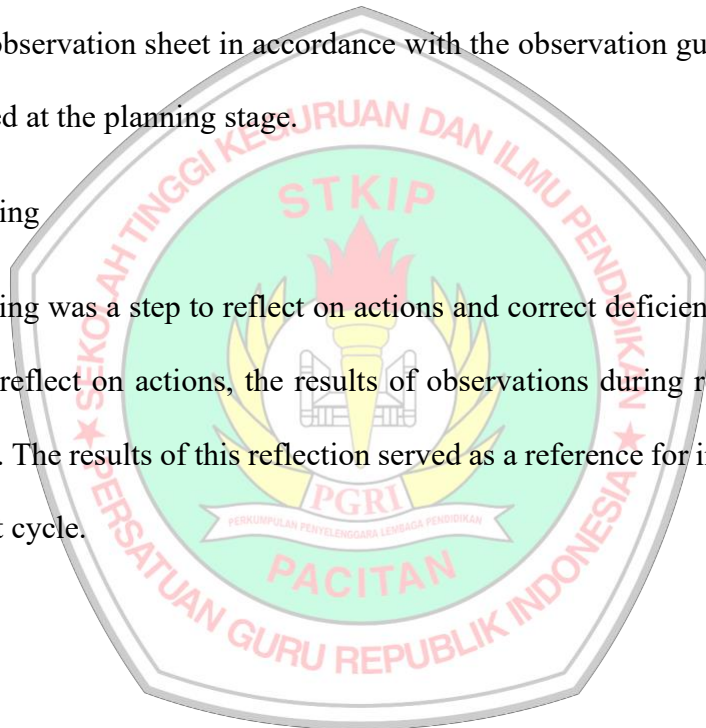 observation sheet in accordance with the observation gu
ed at the planning stage.
ing
ing was a step to reflect on actions and correct deficien
reflect on actions, the results of observations during r
. The results of this reflection served as a reference for i
t cycle.
SEKOLAH TINGGI KEGURUAN DAN ILMU PENDIDIKAN
STKIP
PGRI
PERKUMPULAN PENYELENGGARA LEMBAGA PENDIDIKAN
PACITAN
PERSATUAN GURU REPUBLIK INDONESIA